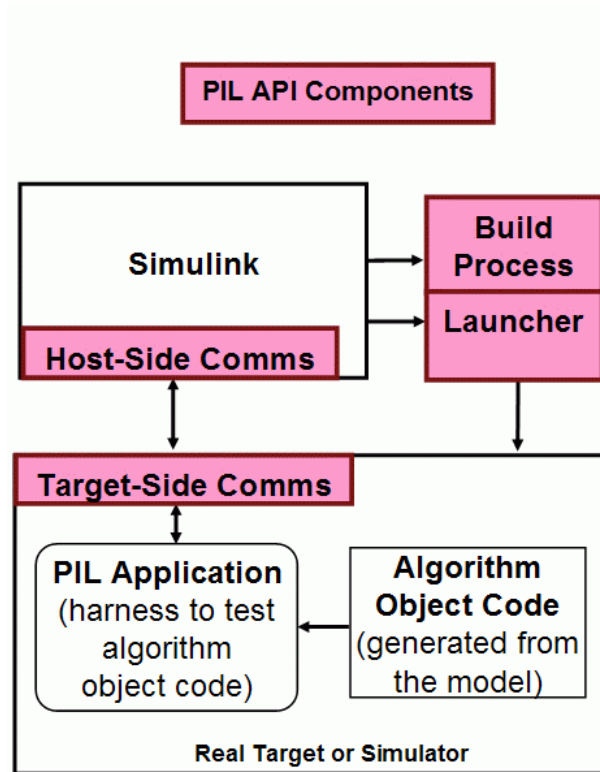 PIL API Components
Simulink
Build
Process
Launcher
Host-Side Comms
Target-Side Comms
PIL Application
(harness to test
algorithm
object code)
Algorithm
Object Code
(generated from
the model)
Real Target or Simulator